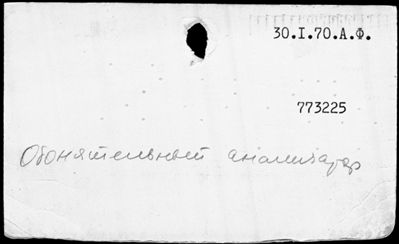 30.I.70.А.Ф.
773225
Обонятельный анализатор